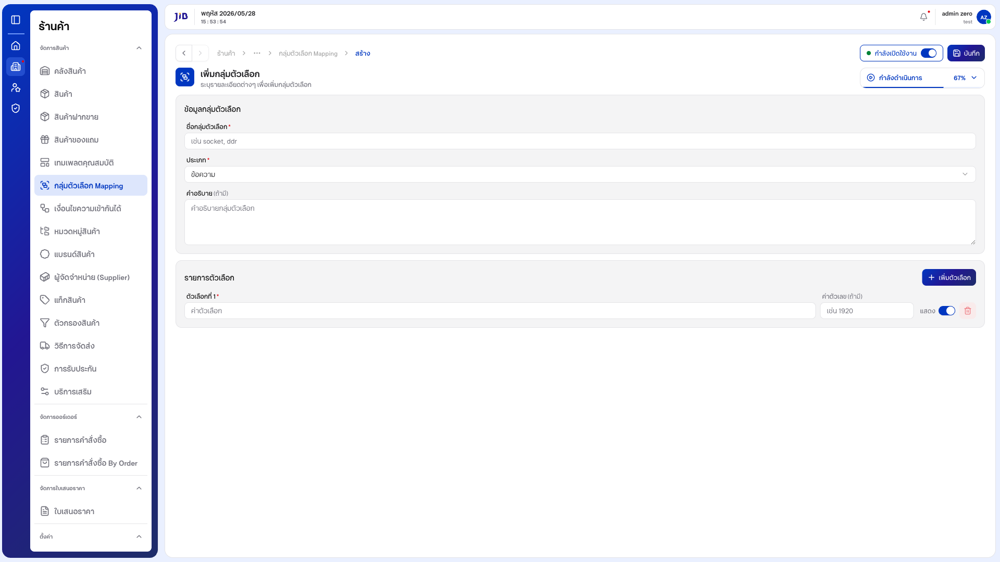 ร้านค้า
จัดการสินค้า
คลังสินค้า
สินค้า
สินค้าฝากขาย
สินค้าของแถม
เทมเพลตคุณสมบัติ
กลุ่มตัวเลือก Mapping
เงื่อนไขความเข้ากันได้
หมวดหมู่สินค้า
แบรนด์สินค้า
ผู้จัดจำหน่าย (Supplier)
แท็กสินค้า
ตัวกรองสินค้า
วิธีการจัดส่ง
การรับประกัน
บริการเสริม
จัดการออร์เดอร์
รายการคำสั่งซื้อ
รายการคำสั่งซื้อ By Order
จัดการใบเสนอราคา
ใบเสนอราคา
ตั้งค่า
JIB
พฤหัส 2026/05/28
15 : 53 : 54
admin zero
test
AZ
ร้านค้า > ··· > กลุ่มตัวเลือก Mapping > สร้าง
กำลังเปิดใช้งาน
บันทึก
เพิ่มกลุ่มตัวเลือก
ระบุรายละเอียดต่างๆ เพื่อเพิ่มกลุ่มตัวเลือก
กำลังดำเนินการ 67%
ข้อมูลกลุ่มตัวเลือก
ชื่อกลุ่มตัวเลือก *
เช่น socket, ddr
ประเภท *
ข้อความ
คำอธิบาย (ถ้ามี)
คำอธิบายกลุ่มตัวเลือก
รายการตัวเลือก
+ เพิ่มตัวเลือก
ตัวเลือกที่ 1 *
ค่าตัวเลือก
ค่าตัวเลข (ถ้ามี)
เช่น 1920
แสดง